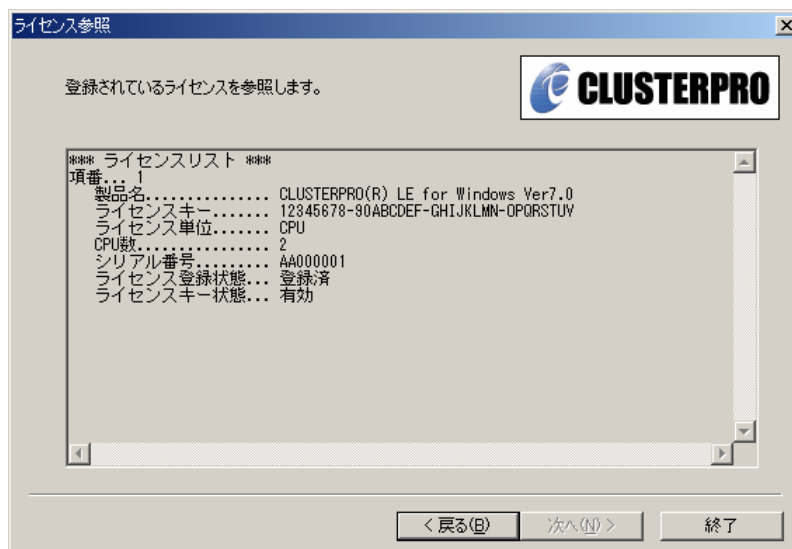 ライセンス参照
登録されているライセンスを参照します。
CLUSTERPRO
*** ライセンスリスト ***
項番... 1
製品名............... CLUSTERPRO(R) LE for Windows Ver7.0
ライセンスキー....... 12345678-90ABCDEF-GHIJKLMN-OPQRSTUV
ライセンス単位....... CPU
CPU数................ 2
シリアル番号......... AA000001
ライセンス登録状態... 登録済
ライセンスキー状態... 有効
< 戻る(B)
次へ(N) >
終了